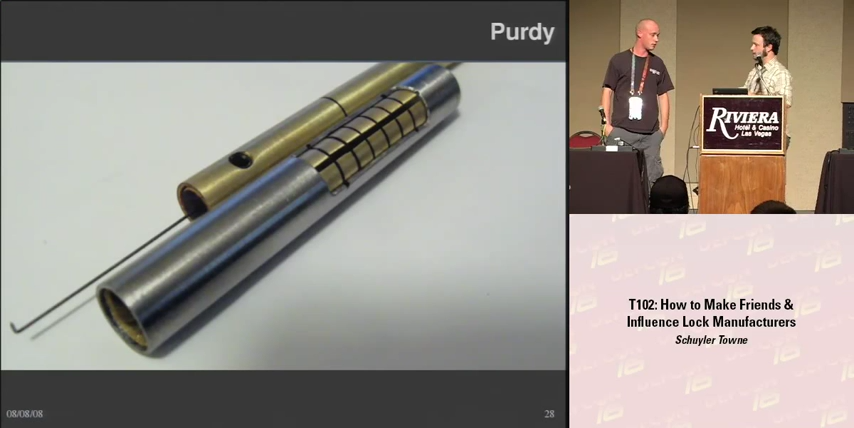 Purdy
08/08/08
28
RIVIERA
Hotel & Casino
Las Vegas
T102: How to Make Friends &
Influence Lock Manufacturers
Schuyler Towne